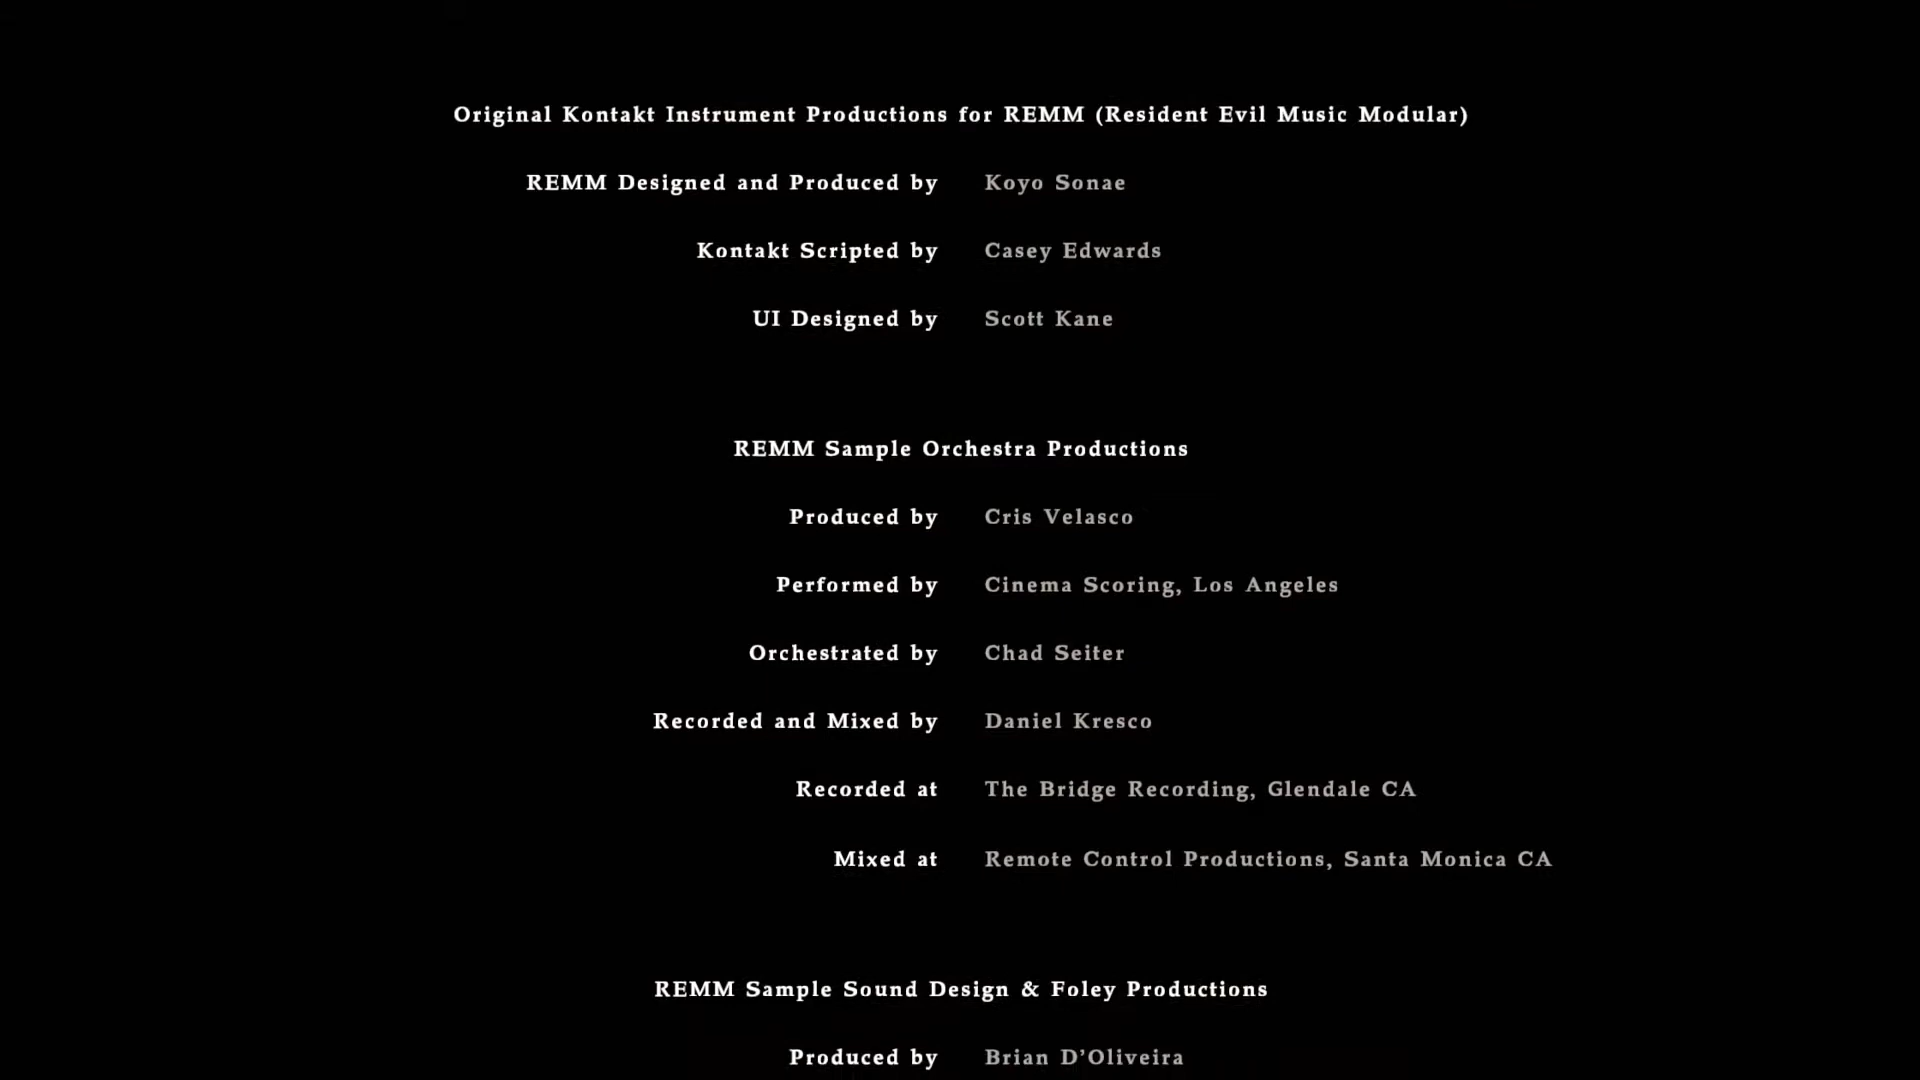 Original Kontakt Instrument Productions for REMM (Resident Evil Music Modular)
REMM Designed and Produced by Koyo Sonae
Kontakt Scripted by Casey Edwards
UI Designed by Scott Kane
REMM Sample Orchestra Productions
Produced by Cris Velasco
Performed by Cinema Scoring, Los Angeles
Orchestrated by Chad Seiter
Recorded and Mixed by Daniel Kresco
Recorded at The Bridge Recording, Glendale CA
Mixed at Remote Control Productions, Santa Monica CA
REMM Sample Sound Design & Foley Productions
Produced by Brian D’Oliveira